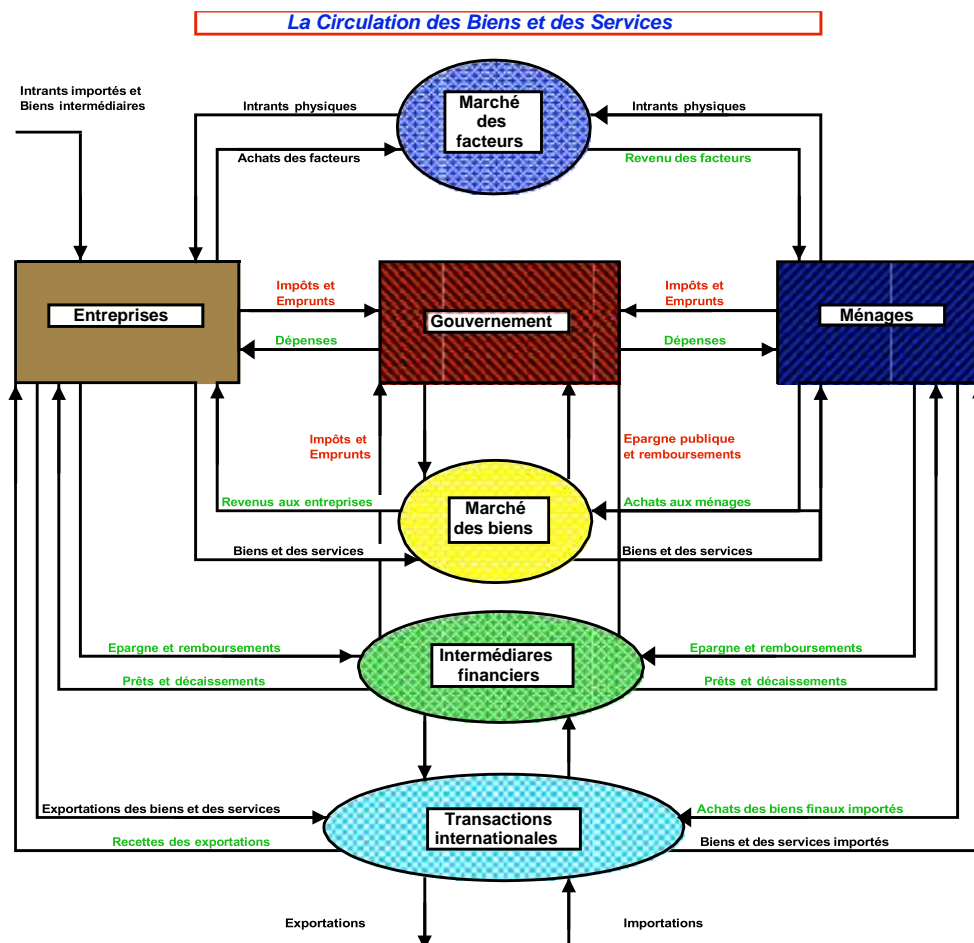 La Circulation des Biens et des Services
Intrants importés et
Biens intermédiaires
Intrants physiques
Marché
des
facteurs
Intrants physiques
Achats des facteurs
Revenu des facteurs
Entreprises
Impôts et
Emprunts
Gouvernement
Impôts et
Emprunts
Ménages
Dépenses
Dépenses
Impôts et
Emprunts
Epargne publique
et remboursements
Revenus aux entreprises
Marché
des biens
Achats aux ménages
Biens et des services
Biens et des services
Epargne et remboursements
Intermédiares
financiers
Epargne et remboursements
Prêts et décaissements
Prêts et décaissements
Exportations des biens et des services
Transactions
internationales
Achats des biens finaux importés
Recettes des exportations
Biens et des services importés
Exportations
Importations